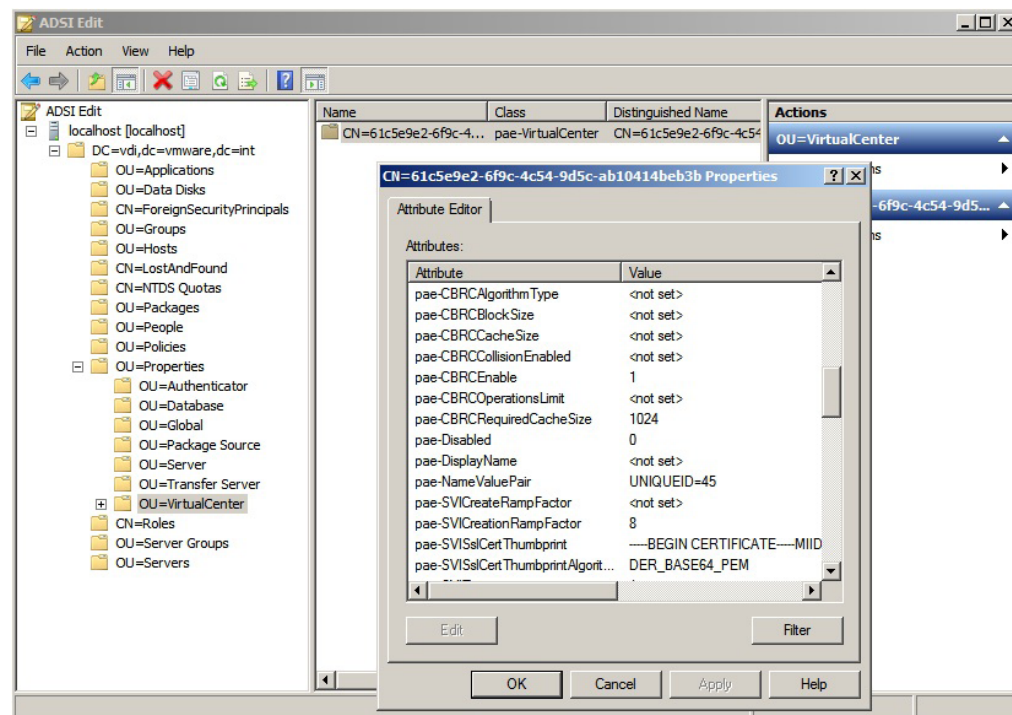 ADSI Edit
File Action View Help
ADSI Edit
localhost [localhost]
DC=vdi,dc=vmware,dc=int
OU=Applications
OU=Data Disks
CN=ForeignSecurityPrincipals
OU=Groups
OU=Hosts
CN=LostAndFound
CN=NTDS Quotas
OU=Packages
OU=People
OU=Policies
OU=Properties
OU=Authenticator
OU=Database
OU=Global
OU=Package Source
OU=Server
OU=Transfer Server
OU=VirtualCenter
CN=Roles
OU=Server Groups
OU=Servers
Name Class Distinguished Name
CN=61c5e9e2-6f9c-4... pae-VirtualCenter CN=61c5e9e2-6f9c-4c54
Actions
OU=VirtualCenter
ns
-6f9c-4c54-9d5...
ns
CN=61c5e9e2-6f9c-4c54-9d5c-ab10414beb3b Properties
Attribute Editor
Attributes:
Attribute Value
pae-CBRCAlgorithmType <not set>
pae-CBRCBlockSize <not set>
pae-CBRCCacheSize <not set>
pae-CBRCCollisionEnabled <not set>
pae-CBRCEnable 1
pae-CBRCOperationsLimit <not set>
pae-CBRCRequiredCacheSize 1024
pae-Disabled 0
pae-DisplayName <not set>
pae-NameValuePair UNIQUEID=45
pae-SVICreateRampFactor <not set>
pae-SVICreationRampFactor 8
pae-SVISslCertThumbprint -----BEGIN CERTIFICATE-----MIID
pae-SVISslCertThumbprintAlgorit... DER_BASE64_PEM
Edit Filter
OK Cancel Apply Help